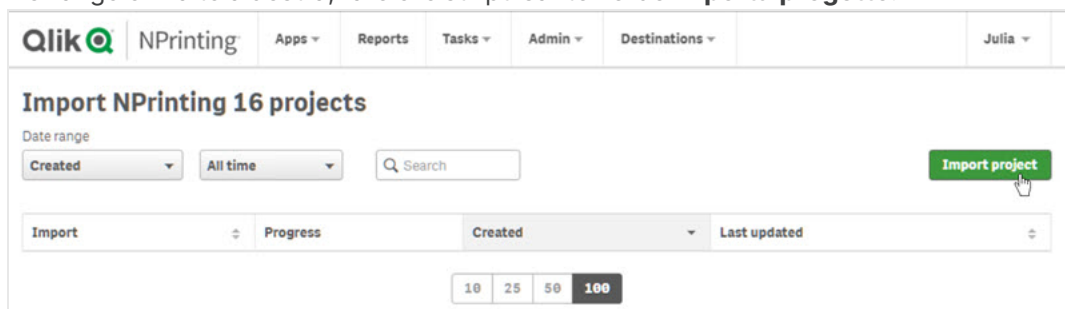 Qlik NPrinting Apps Reports Tasks Admin Destinations Julia
Import NPrinting 16 projects
Date range
Created All time Search Import project
Import Progress Created Last updated
10 25 50 100